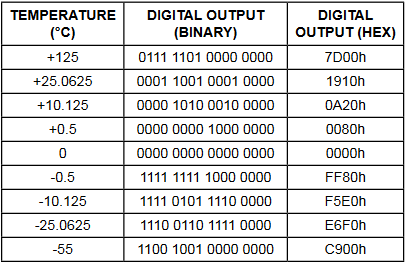 TEMPERATURE (°C) DIGITAL OUTPUT (BINARY) DIGITAL OUTPUT (HEX)
+125 0111 1101 0000 0000 7D00h
+25.0625 0001 1001 0001 0000 1910h
+10.125 0000 1010 0010 0000 0A20h
+0.5 0000 0000 1000 0000 0080h
0 0000 0000 0000 0000 0000h
-0.5 1111 1111 1000 0000 FF80h
-10.125 1111 0101 1110 0000 F5E0h
-25.0625 1110 0110 1111 0000 E6F0h
-55 1100 1001 0000 0000 C900h